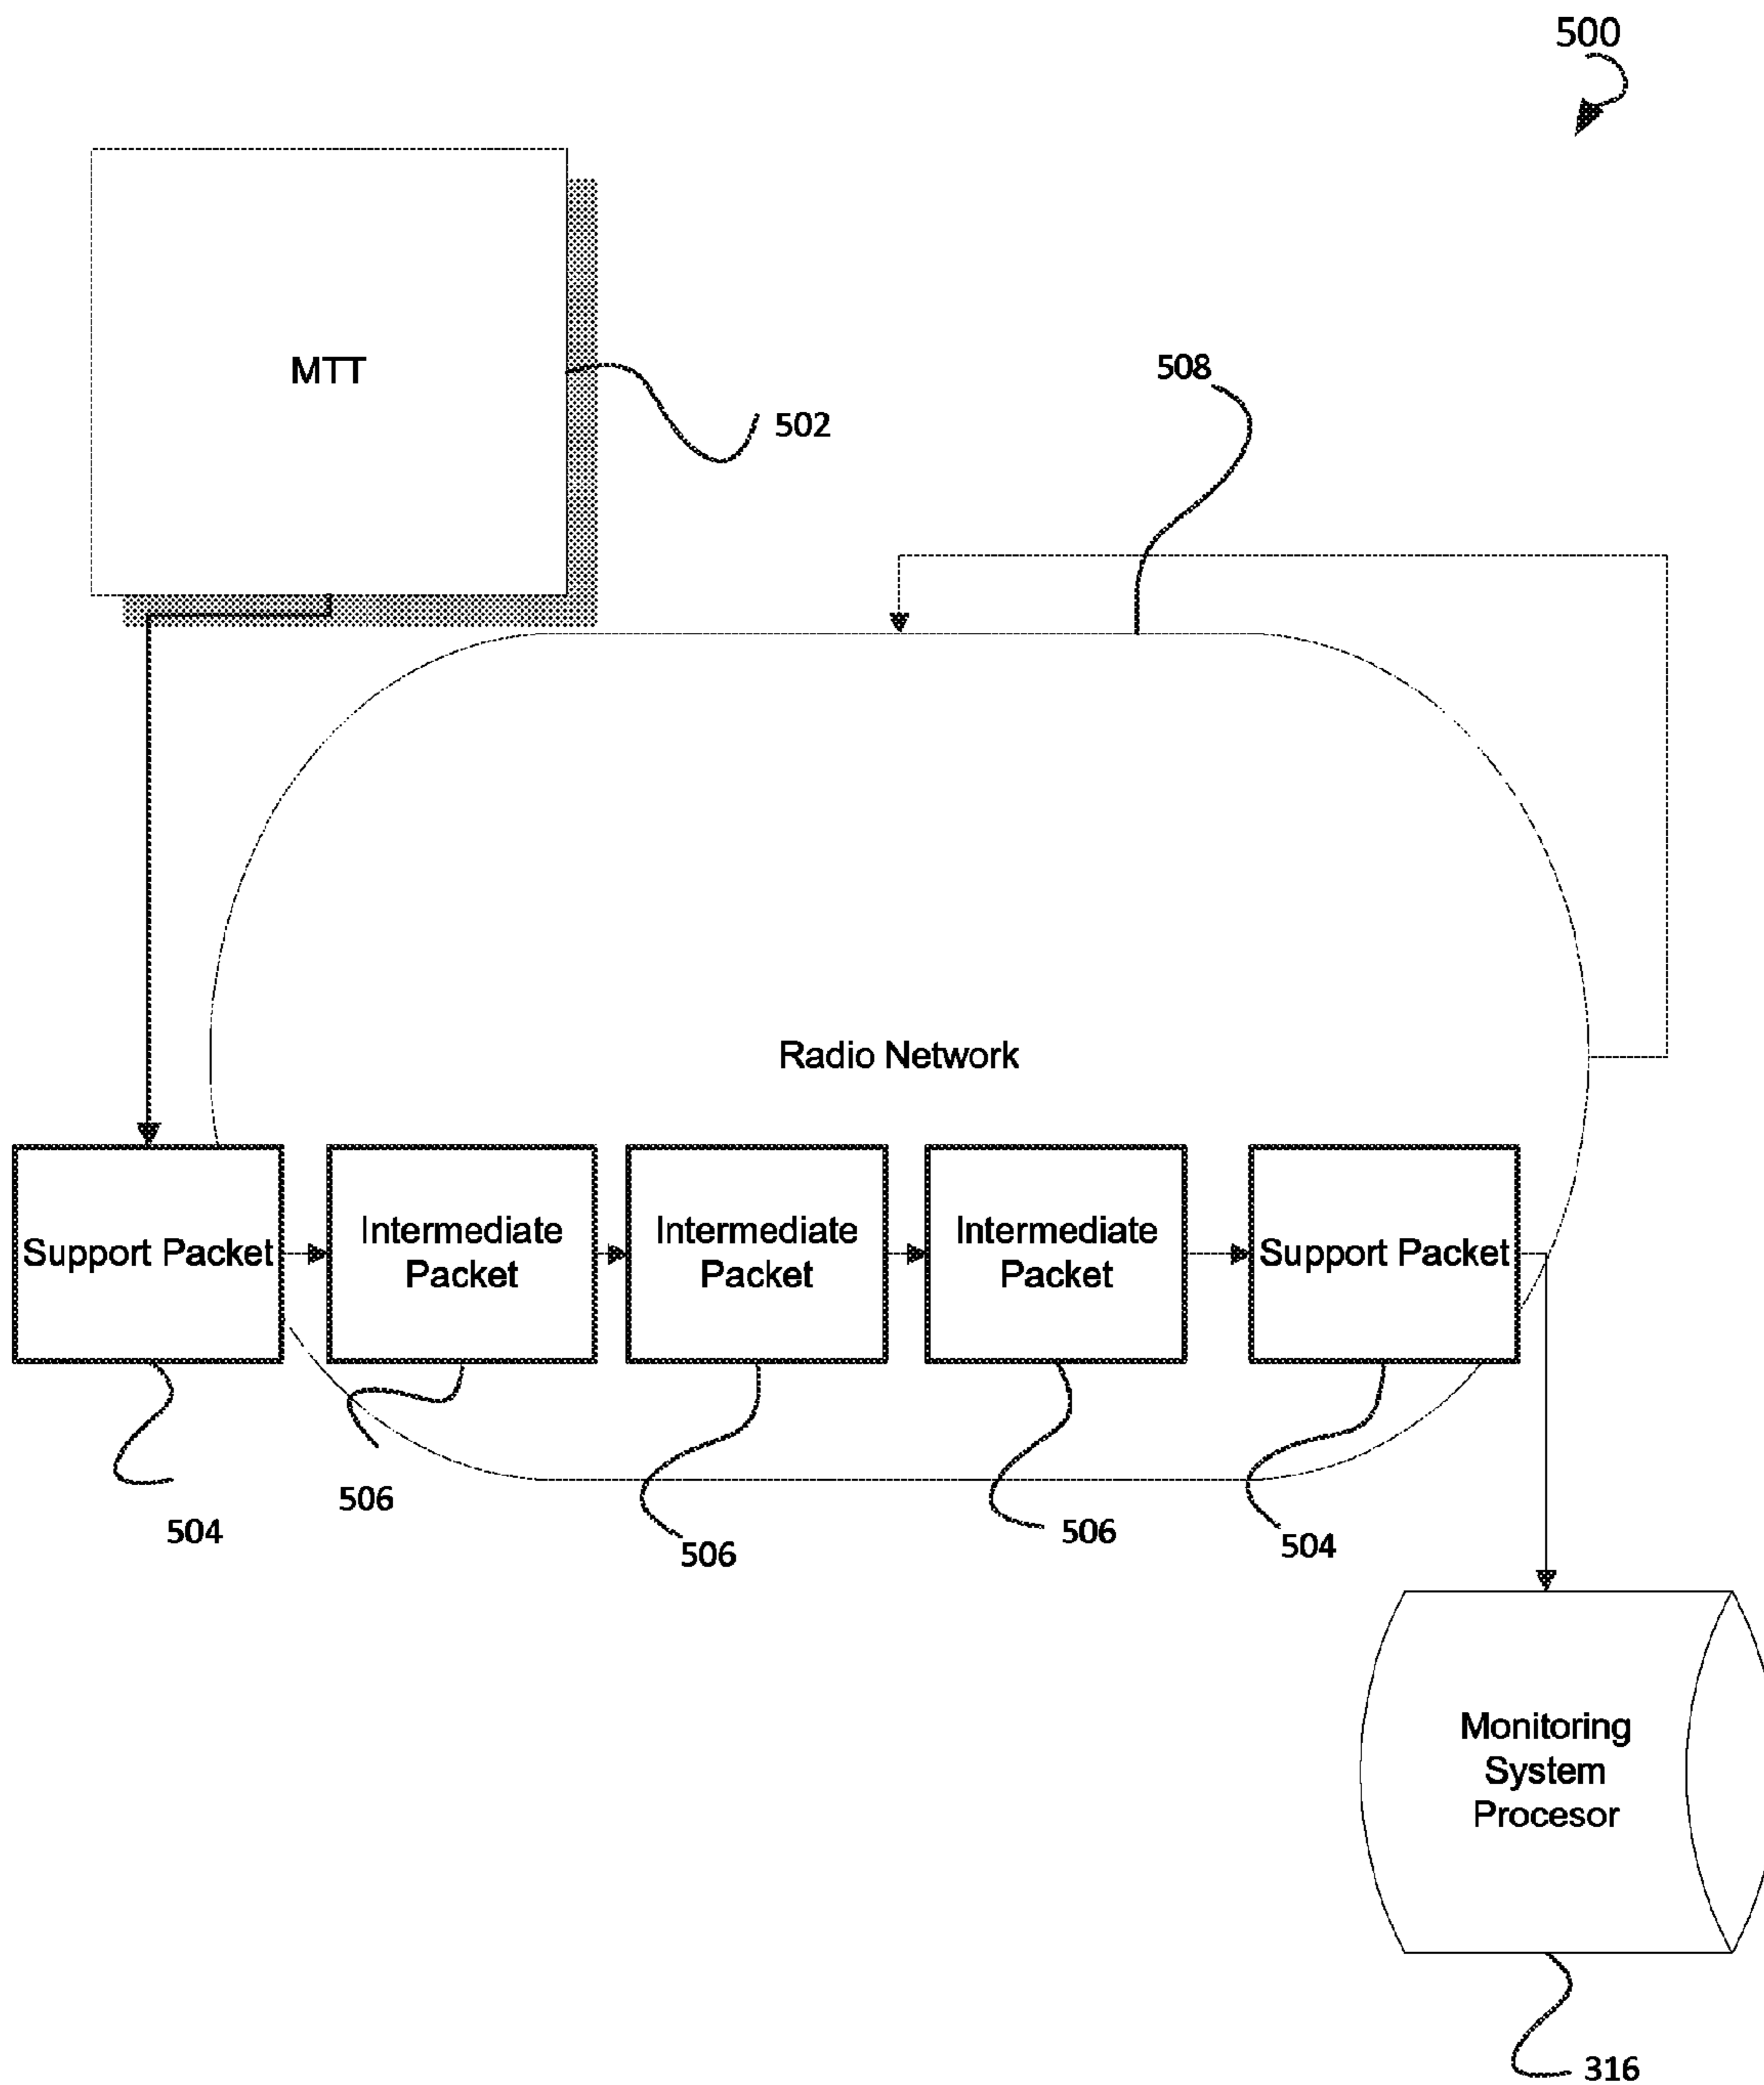 500
MTT
502
508
Radio Network
Support Packet
Intermediate
Packet
Intermediate
Packet
Intermediate
Packet
Support Packet
504
506
506
506
504
Monitoring
System
Procesor
316